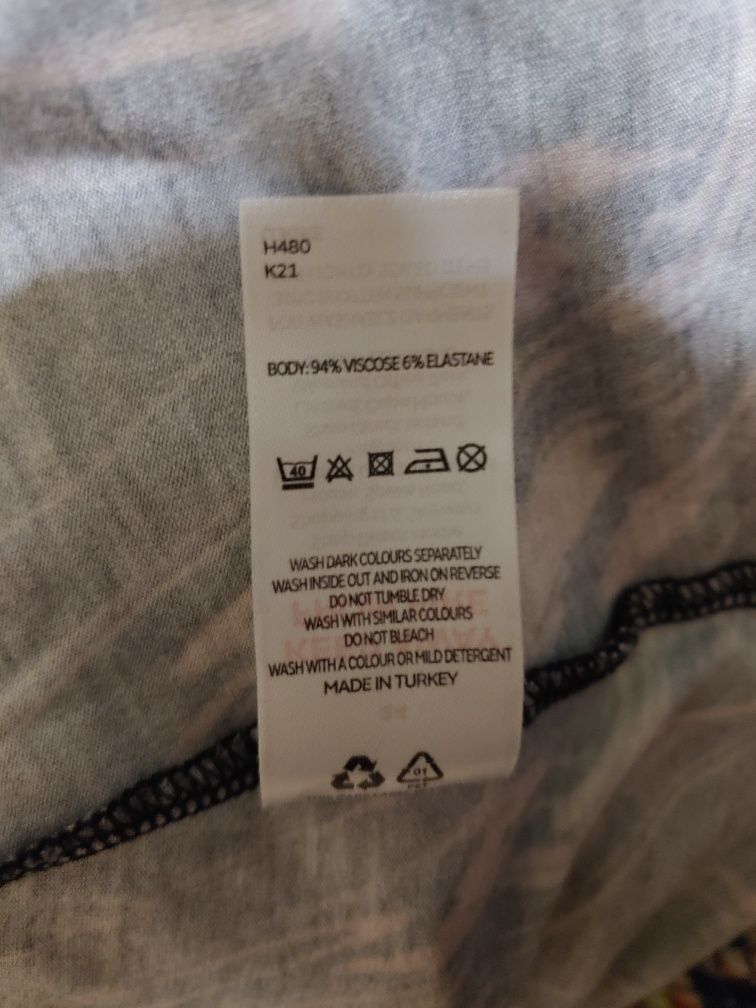 H480
K21
BODY: 94% VISCOSE 6% ELASTANE
40
WASH DARK COLOURS SEPARATELY
WASH INSIDE OUT AND IRON ON REVERSE
DO NOT TUMBLE DRY
WASH WITH SIMILAR COLOURS
DO NOT BLEACH
WASH WITH A COLOUR OR MILD DETERGENT
MADE IN TURKEY
01